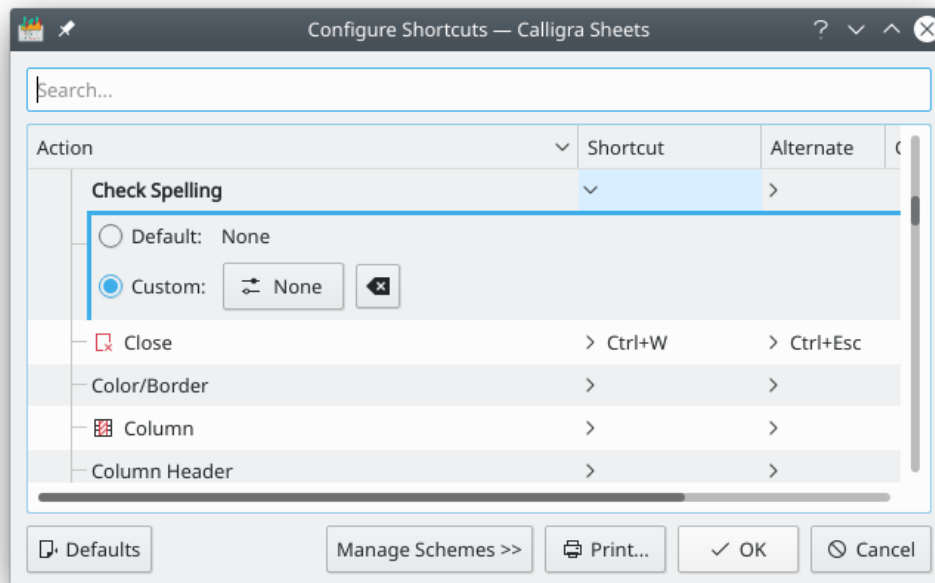 Configure Shortcuts — Calligra Sheets
Search...
Action Shortcut Alternate
Check Spelling
Default: None
Custom: None
Close Ctrl+W Ctrl+Esc
Color/Border
Column
Column Header
Defaults Manage Schemes >> Print... OK Cancel